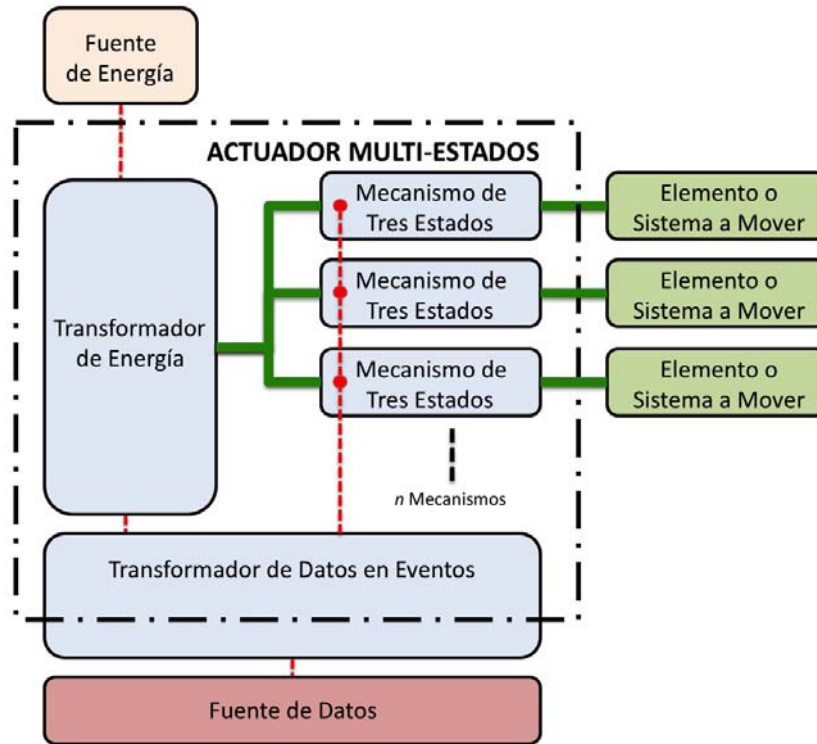 Fuente
de Energía
ACTUADOR MULTI-ESTADOS
Transformador
de Energía
Mecanismo de
Tres Estados
Elemento o
Sistema a Mover
Mecanismo de
Tres Estados
Elemento o
Sistema a Mover
Mecanismo de
Tres Estados
Elemento o
Sistema a Mover
n Mecanismos
Transformador de Datos en Eventos
Fuente de Datos